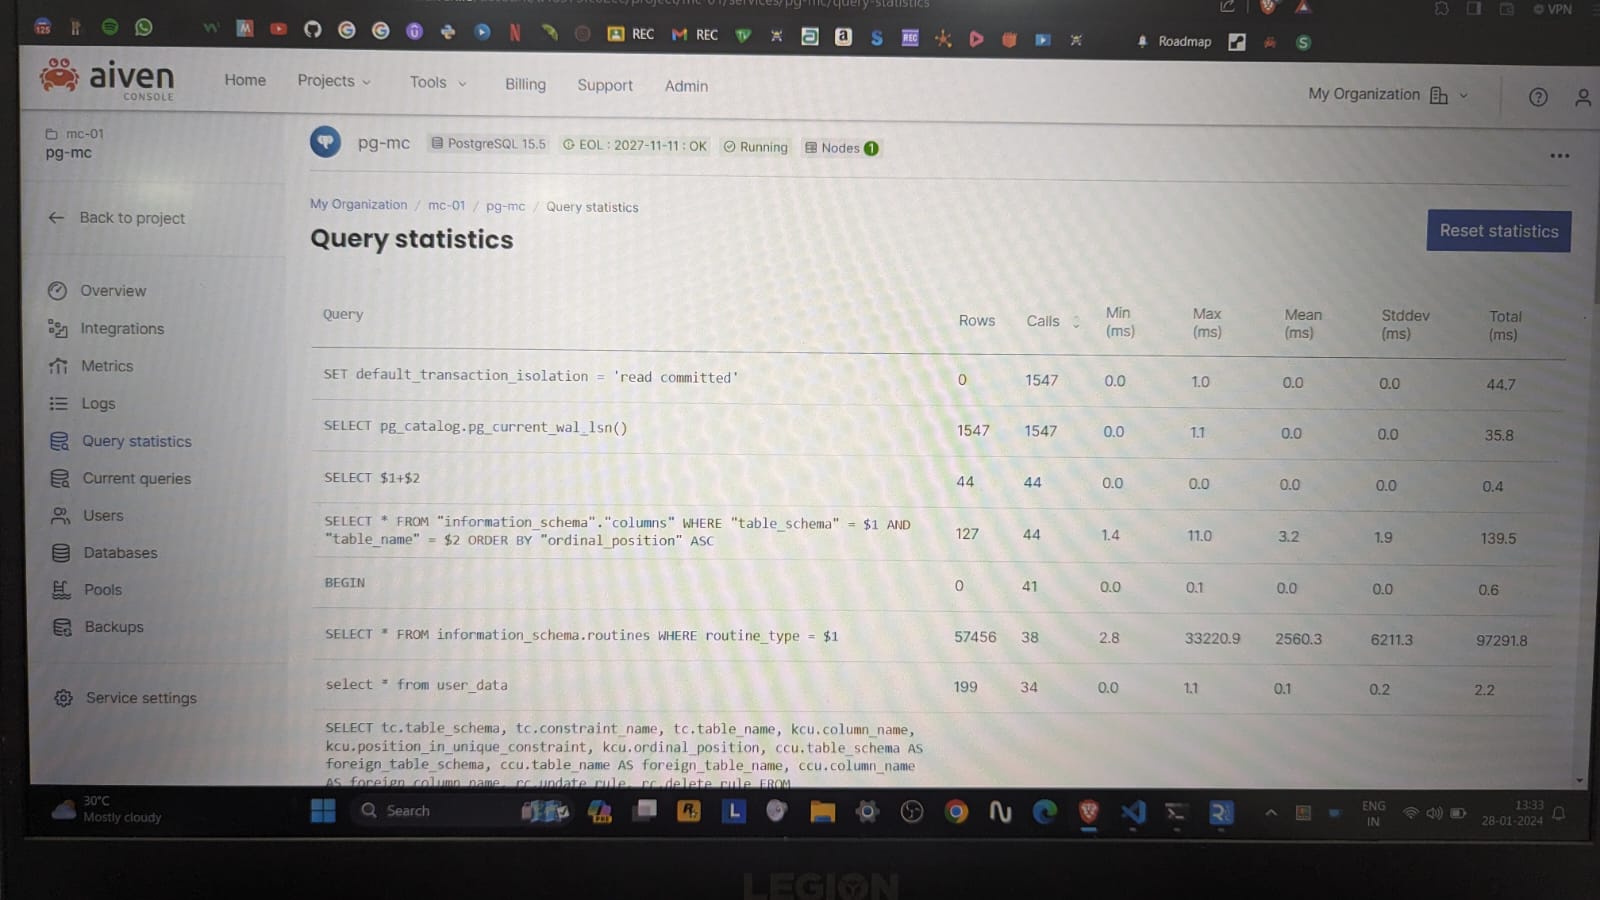 query-statistics
VPN
125
REC
REC
REC
Roadmap
aiven
CONSOLE
Home
Projects
Tools
Billing
Support
Admin
My Organization
mc-01
pg-mc
pg-mc
PostgreSQL 15.5
EOL : 2027-11-11 : OK
Running
Nodes 1
Back to project
My Organization / mc-01 / pg-mc / Query statistics
Query statistics
Reset statistics
Overview
Integrations
Metrics
Logs
Query statistics
Current queries
Users
Databases
Pools
Backups
Service settings
Query Rows Calls Min (ms) Max (ms) Mean (ms) Stddev (ms) Total (ms)
SET default_transaction_isolation = 'read committed' 0 1547 0.0 1.0 0.0 0.0 44.7
SELECT pg_catalog.pg_current_wal_lsn() 1547 1547 0.0 1.1 0.0 0.0 35.8
SELECT $1+$2 44 44 0.0 0.0 0.0 0.0 0.4
SELECT * FROM "information_schema"."columns" WHERE "table_schema" = $1 AND
"table_name" = $2 ORDER BY "ordinal_position" ASC 127 44 1.4 11.0 3.2 1.9 139.5
BEGIN 0 41 0.0 0.1 0.0 0.0 0.6
SELECT * FROM information_schema.routines WHERE routine_type = $1 57456 38 2.8 33220.9 2560.3 6211.3 97291.8
select * from user_data 199 34 0.0 1.1 0.1 0.2 2.2
SELECT tc.table_schema, tc.constraint_name, tc.table_name, kcu.column_name,
kcu.position_in_unique_constraint, kcu.ordinal_position, ccu.table_schema AS
foreign_table_schema, ccu.table_name AS foreign_table_name, ccu.column_name
AS foreign_column_name, rc.update_rule, rc.delete_rule FROM
30°C
Mostly cloudy
Search
ENG
IN
13:33
28-01-2024
LEGION